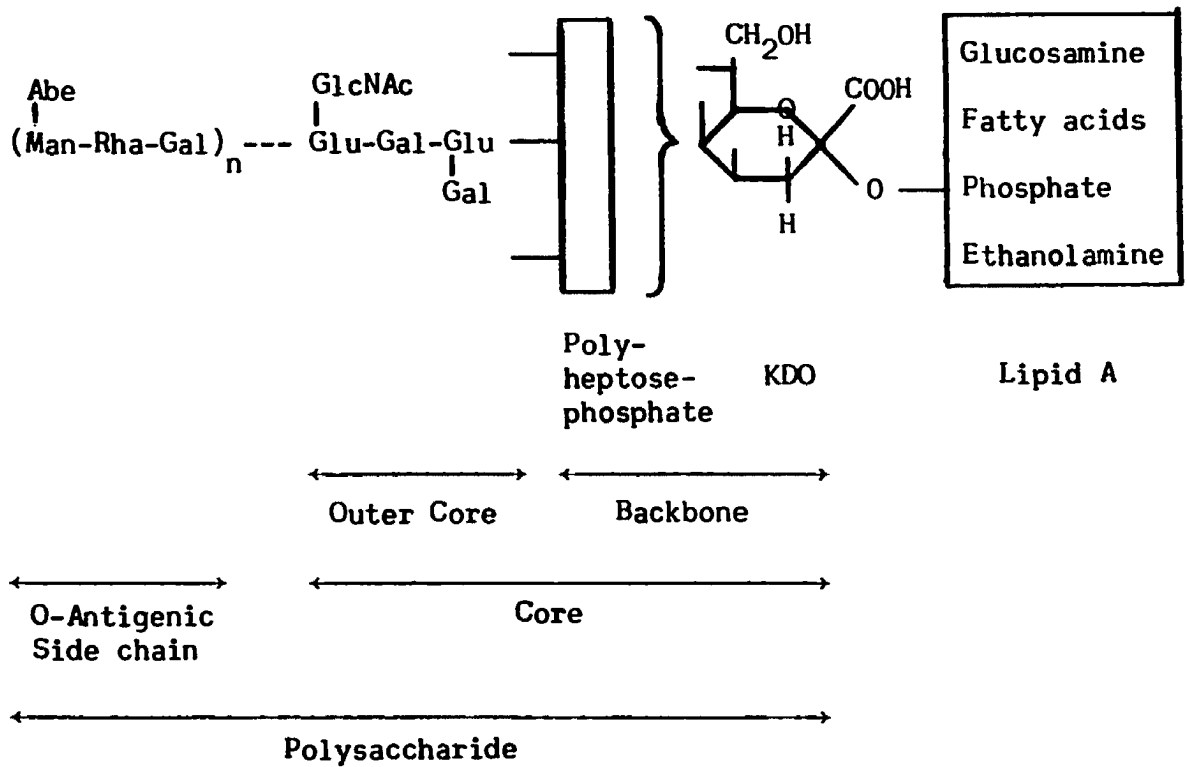 Abe
(Man-Rha-Gal)n---
GlcNAc
Glu-Gal-Glu
Gal
CH2OH
O
H
COOH
O
H
Glucosamine
Fatty acids
Phosphate
Ethanolamine
Poly-
heptose-
phosphate
KDO
Lipid A
Outer Core
Backbone
O-Antigenic
Side chain
Core
Polysaccharide